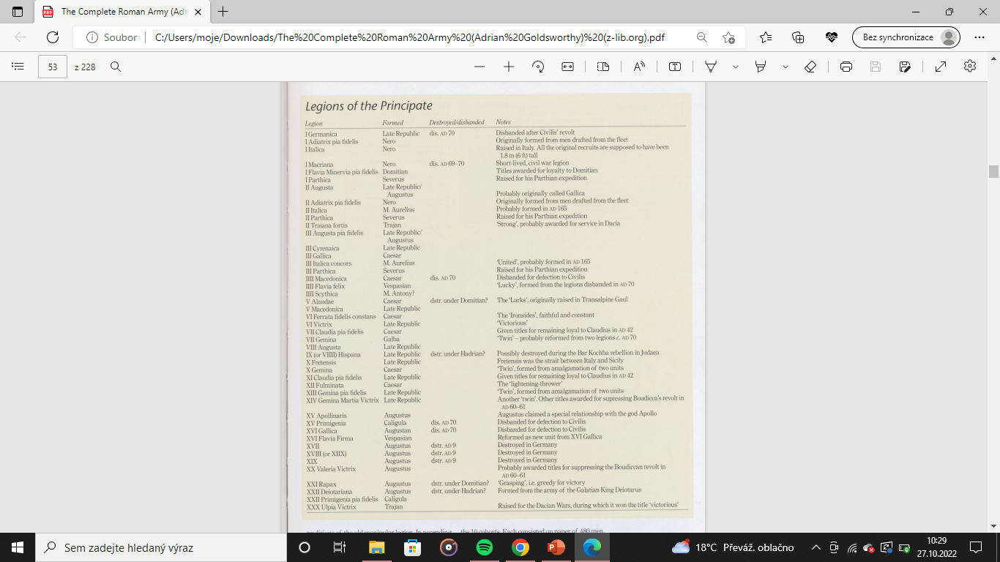 The Complete Roman Army (Adri
Soubor C:/Users/moje/Downloads/The%20Complete%20Roman%20Army%20(Adrian%20Goldsworthy)%20(z-lib.org).pdf Bez synchronizace
53 z 228
Legions of the Principate
Legion Formed Destroyed/disbanded Notes
I Germanica Late Republic dis. AD 70 Disbanded after Civilis' revolt
I Adiatrix pia fidelis Nero Originally formed from men drafted from the fleet
I Italica Nero Raised in Italy. All the original recruits are supposed to have been
1.8 m (6 ft) tall
I Macriana Nero dis. AD 69–70 Short-lived, civil war legion
I Flavia Minervia pia fidelis Domitian Titles awarded for loyalty to Domitian
I Parthica Severus Raised for his Parthian expedition
II Augusta Late Republic/
Augustus Probably originally called Gallica
II Adiatrix pia fidelis Nero Originally formed from men drafted from the fleet
II Italica M. Aurelius Probably formed in AD 165
II Parthica Severus Raised for his Parthian expedition
II Traiana fortis Trajan 'Strong', probably awarded for service in Dacia
III Augusta pia fidelis Late Republic/
Augustus
III Cyrenaica Late Republic
III Gallica Caesar
III Italica concors M. Aurelius 'United', probably formed in AD 165
III Parthica Severus Raised for his Parthian expedition
IIII Macedonica Caesar dis. AD 70 Disbanded for defection to Civilis
IIII Flavia felix Vespasian 'Lucky', formed from the legions disbanded in AD 70
IIII Scythica M. Antony?
V Alaudae Caesar dstr. under Domitian? The 'Larks', originally raised in Transalpine Gaul
V Macedonica Late Republic
VI Ferrata fidelis constans Caesar The 'Ironsides', faithful and constant
VI Victrix Late Republic 'Victorious'
VII Claudia pia fidelis Caesar Given titles for remaining loyal to Claudius in AD 42
VII Gemina Galba 'Twin' – probably reformed from two legions c. AD 70
VIII Augusta Late Republic
IX (or VIIII) Hispana Late Republic dstr. under Hadrian? Possibly destroyed during the Bar Kochba rebellion in Judaea
X Fretensis Late Republic Fretensis was the strait between Italy and Sicily
X Gemina Caesar 'Twin', formed from amalgamation of two units
XI Claudia pia fidelis Late Republic Given titles for remaining loyal to Claudius in AD 42
XII Fulminata Caesar The 'lightening-thrower'
XIII Gemina pia fidelis Late Republic 'Twin', formed from amalgamation of two units
XIV Gemina Martia Victrix Late Republic Another 'twin'. Other titles awarded for supressing Boudicca's revolt in
AD 60–61
XV Apollinaris Augustus Augustus claimed a special relationship with the god Apollo
XV Primigenia Caligula dis. AD 70 Disbanded for defection to Civilis
XVI Gallica Augustan dis. AD 70 Disbanded for defection to Civilis
XVI Flavia Firma Vespasian Reformed as new unit from XVI Gallica
XVII Augustus dstr. AD 9 Destroyed in Germany
XVIII (or XIIX) Augustus dstr. AD 9 Destroyed in Germany
XIX Augustus dstr. AD 9 Destroyed in Germany
XX Valeria Victrix Augustus Probably awarded titles for suppressing the Boudiccan revolt in
AD 60–61
XXI Rapax Augustus dstr. under Domitian? 'Grasping', i.e. greedy for victory
XXII Deiotariana Augustus dstr. under Hadrian? Formed from the army of the Galatian King Deiotarus
XXII Primigenia pia fidelis Caligula
XXX Ulpia Victrix Trajan Raised for the Dacian Wars, during which it won the title 'victorious'
traditions of the old manipular legion. In ascending the 10 cohorts. Each consisted on paper of 480 men
Sem zadejte hledaný výraz 18°C Převáž. oblačno 10:29
27.10.2022